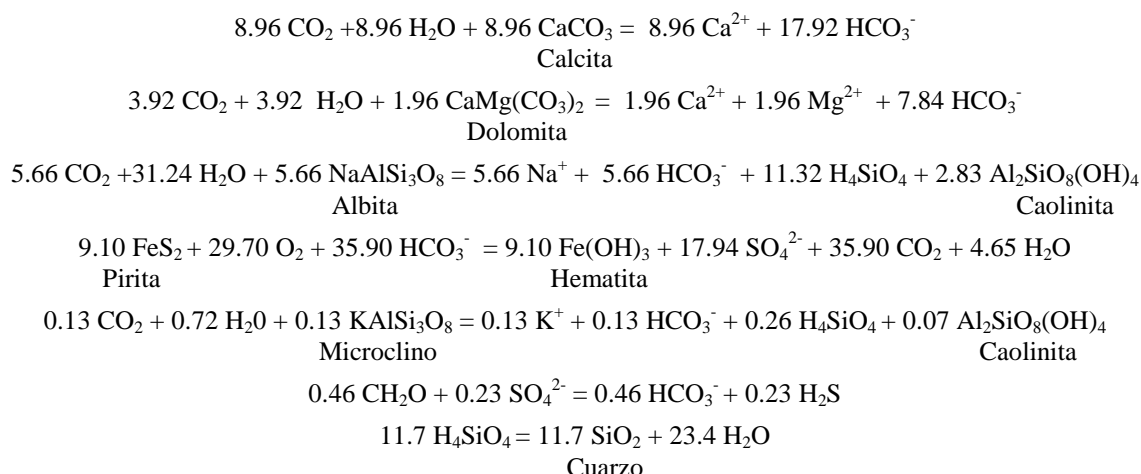 8.96 CO₂ +8.96 H₂O + 8.96 CaCO₃ = 8.96 Ca²⁺ + 17.92 HCO₃⁻
Calcita
3.92 CO₂ + 3.92 H₂O + 1.96 CaMg(CO₃)₂ = 1.96 Ca²⁺ + 1.96 Mg²⁺ + 7.84 HCO₃⁻
Dolomita
5.66 CO₂ +31.24 H₂O + 5.66 NaAlSi₃O₈ = 5.66 Na⁺ + 5.66 HCO₃⁻ + 11.32 H₄SiO₄ + 2.83 Al₂SiO₈(OH)₄
Albita Caolinita
9.10 FeS₂ + 29.70 O₂ + 35.90 HCO₃⁻ = 9.10 Fe(OH)₃ + 17.94 SO₄²⁻ + 35.90 CO₂ + 4.65 H₂O
Pirita Hematita
0.13 CO₂ + 0.72 H₂0 + 0.13 KAlSi₃O₈ = 0.13 K⁺ + 0.13 HCO₃⁻ + 0.26 H₄SiO₄ + 0.07 Al₂SiO₈(OH)₄
Microclino Caolinita
0.46 CH₂O + 0.23 SO₄²⁻ = 0.46 HCO₃⁻ + 0.23 H₂S
11.7 H₄SiO₄ = 11.7 SiO₂ + 23.4 H₂O
Cuarzo